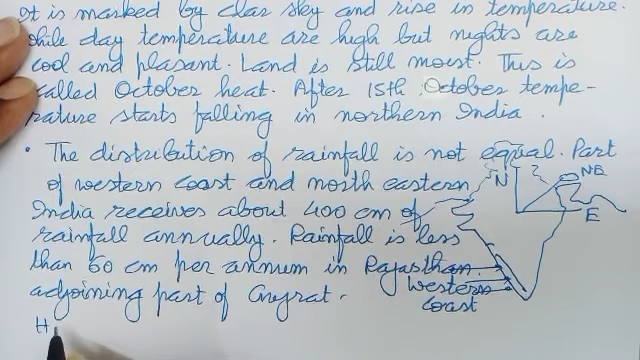 It is marked by clar sky and rise in temperature.
while day temperature are high but nights are
cool and plasant. Land is still moist. This is
called October heat. After 15th October tempe-
rature starts falling in northern India.
• The distribution of rainfall is not equal. Part
of western coast and north eastern
India receives about 400 cm of
rainfall annually. Rainfall is less
than 60 cm per annum in Rajasthan.
adjoining part of Gujrat.
H
N
NE
E
Western
Coast